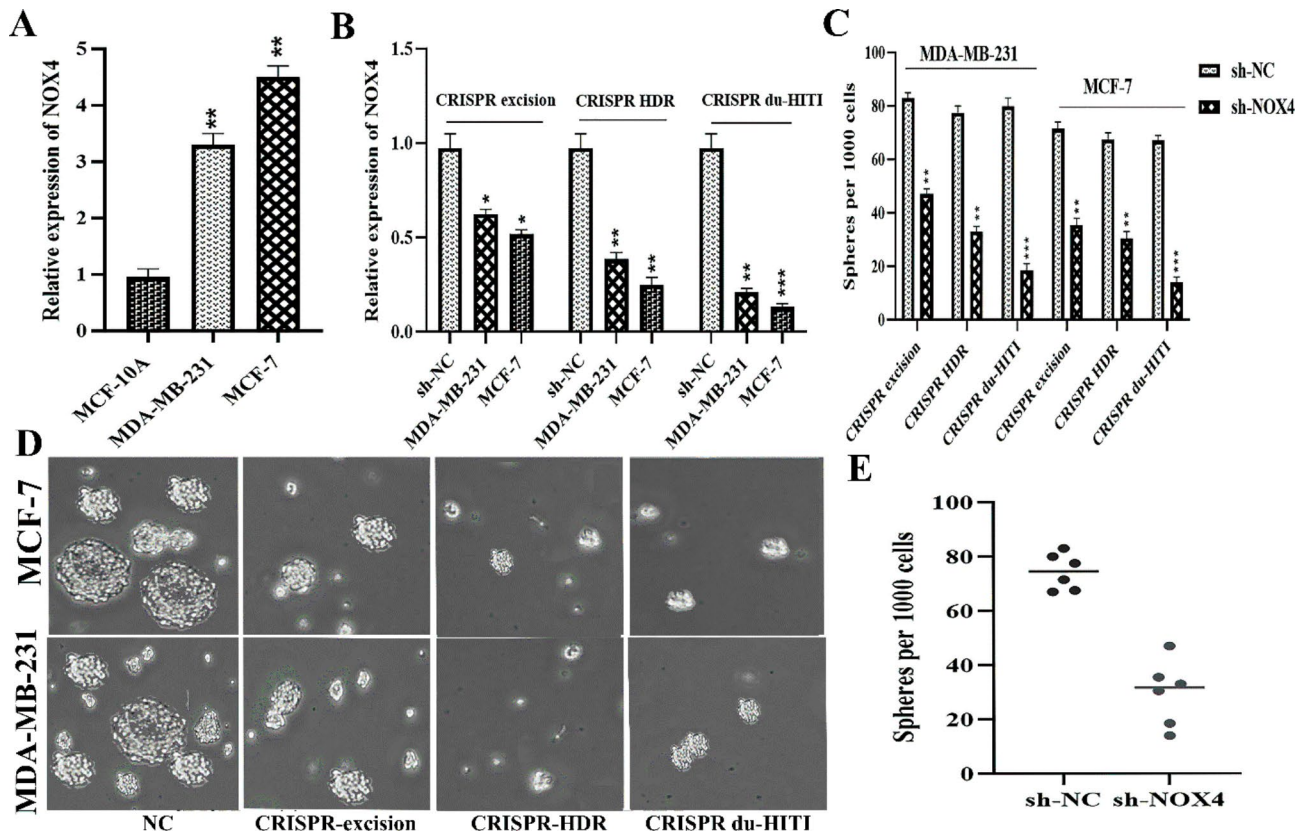 A
Relative expression of NOX4
5
4
3
2
1
0
**
**
MCF-10A
MDA-MB-231
MCF-7
B
Relative expression of NOX4
1.5
1.0
0.5
0.0
CRISPR excision
CRISPR HDR
CRISPR du-HITI
*
*
**
**
**
***
sh-NC
MDA-MB-231
MCF-7
sh-NC
MDA-MB-231
MCF-7
sh-NC
MDA-MB-231
MCF-7
C
Spheres per 1000 cells
100
80
60
40
20
0
MDA-MB-231
MCF-7
sh-NC
sh-NOX4
**
**
***
**
**
***
CRISPR excision
CRISPR HDR
CRISPR du-HITI
CRISPR excision
CRISPR HDR
CRISPR du-HITI
D
MCF-7
MDA-MB-231
NC
CRISPR-excision
CRISPR-HDR
CRISPR du-HITI
E
Spheres per 1000 cells
100
80
60
40
20
0
sh-NC
sh-NOX4